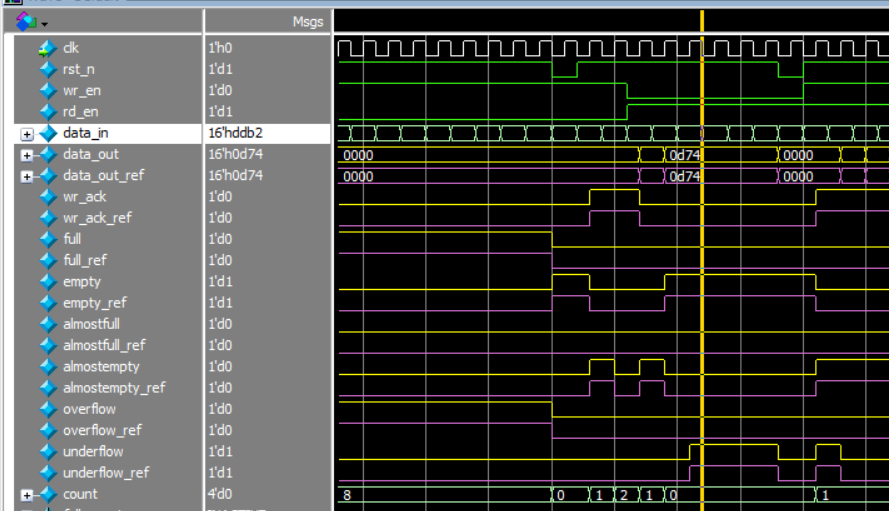 Msgs
clk 1'h0
rst_n 1'd1
wr_en 1'd0
rd_en 1'd1
data_in 16'hddb2
data_out 16'h0d74 0000 0d74 0000
data_out_ref 16'h0d74 0000 0d74 0000
wr_ack 1'd0
wr_ack_ref 1'd0
full 1'd0
full_ref 1'd0
empty 1'd1
empty_ref 1'd1
almostfull 1'd0
almostfull_ref 1'd0
almostempty 1'd0
almostempty_ref 1'd0
overflow 1'd0
overflow_ref 1'd0
underflow 1'd1
underflow_ref 1'd1
count 4'd0 8 0 1 2 1 0 1